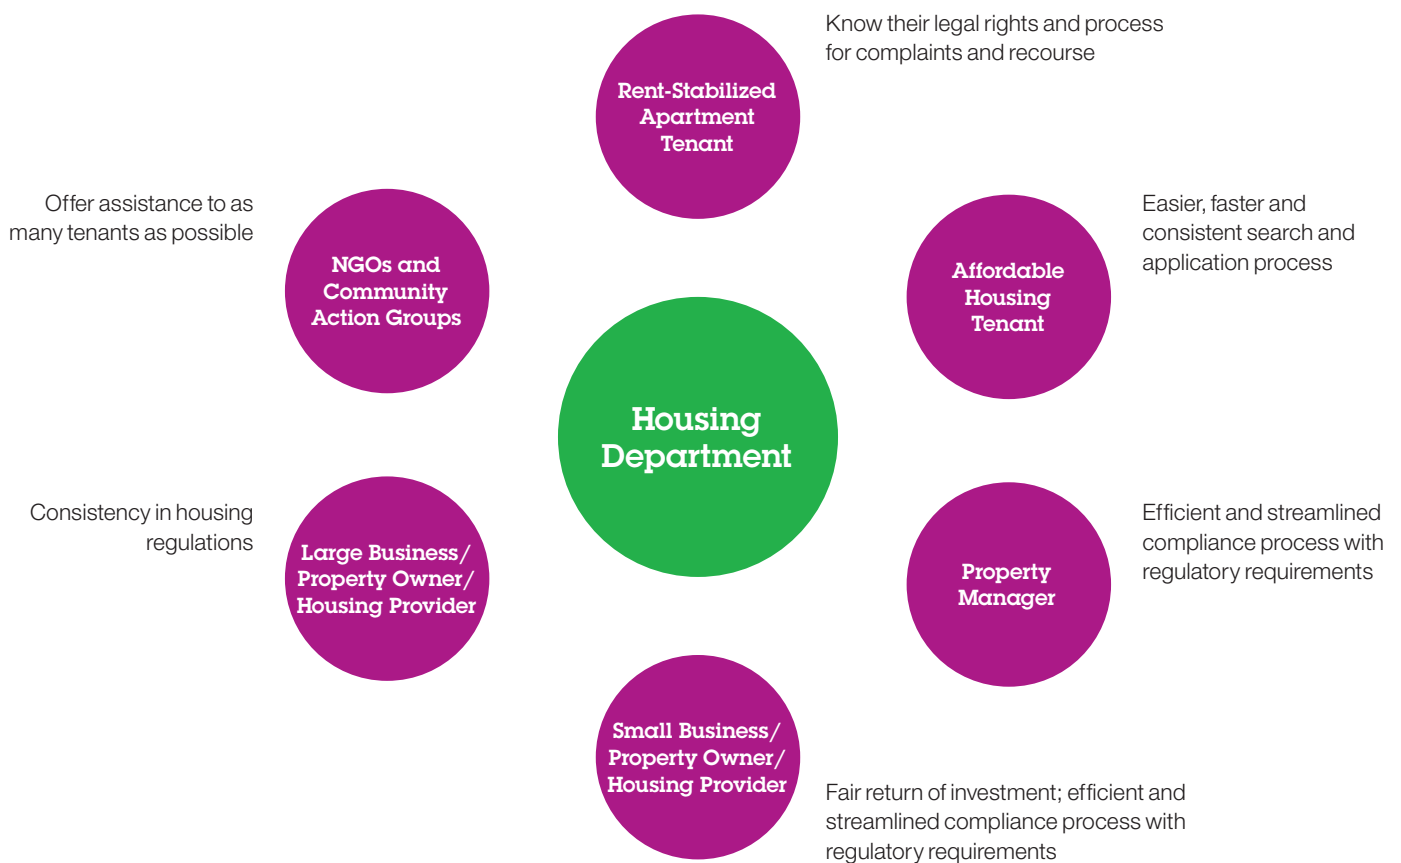 Know their legal rights and process
for complaints and recourse
Rent-Stabilized
Apartment
Tenant
Offer assistance to as
many tenants as possible
NGOs and
Community
Action Groups
Affordable
Housing
Tenant
Easier, faster and
consistent search and
application process
Housing
Department
Consistency in housing
regulations
Large Business/
Property Owner/
Housing Provider
Property
Manager
Efficient and streamlined
compliance process with
regulatory requirements
Small Business/
Property Owner/
Housing Provider
Fair return of investment; efficient and
streamlined compliance process with
regulatory requirements